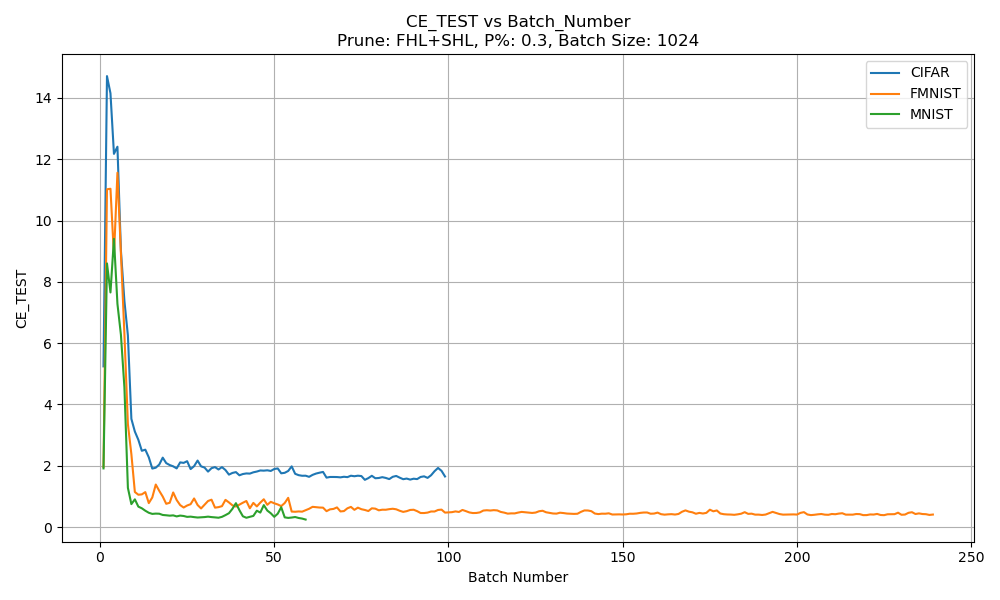 CE_TEST vs Batch_Number
Prune: FHL+SHL, P%: 0.3, Batch Size: 1024
CIFAR
FMNIST
MNIST
CE_TEST
14
12
10
8
6
4
2
0
0 50 100 150 200 250
Batch Number